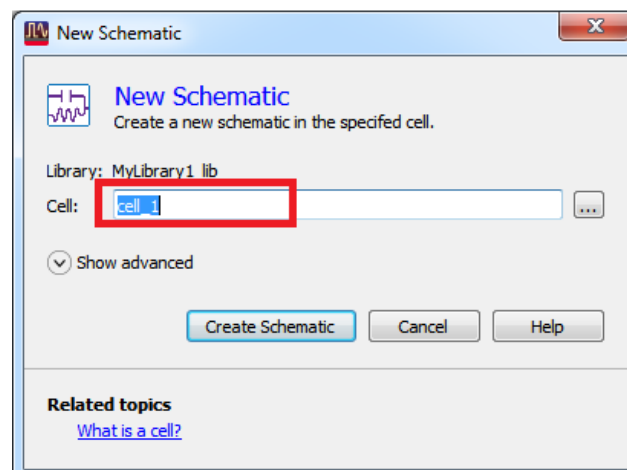 New Schematic
New Schematic
Create a new schematic in the specifed cell.
Library: MyLibrary1_lib
Cell: cell_1 ...
Show advanced
Create Schematic Cancel Help
Related topics
What is a cell?